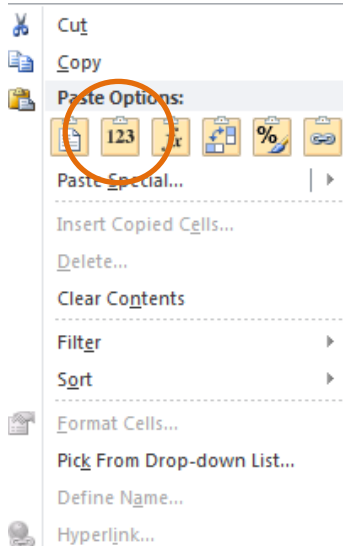 Cut
Copy
Paste Options:
123 fx %
Paste Special...
Insert Copied Cells...
Delete...
Clear Contents
Filter
Sort
Format Cells...
Pick From Drop-down List...
Define Name...
Hyperlink...